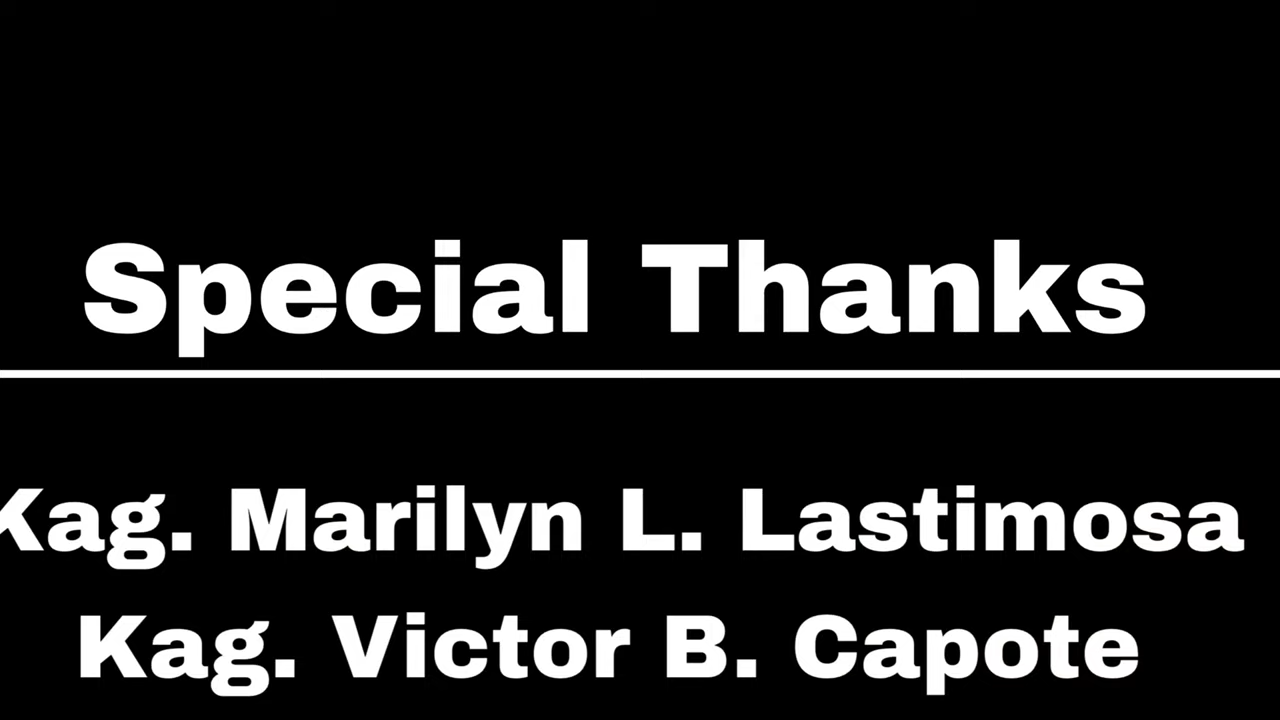 Special Thanks
Kag. Marilyn L. Lastimosa
Kag. Victor B. Capote